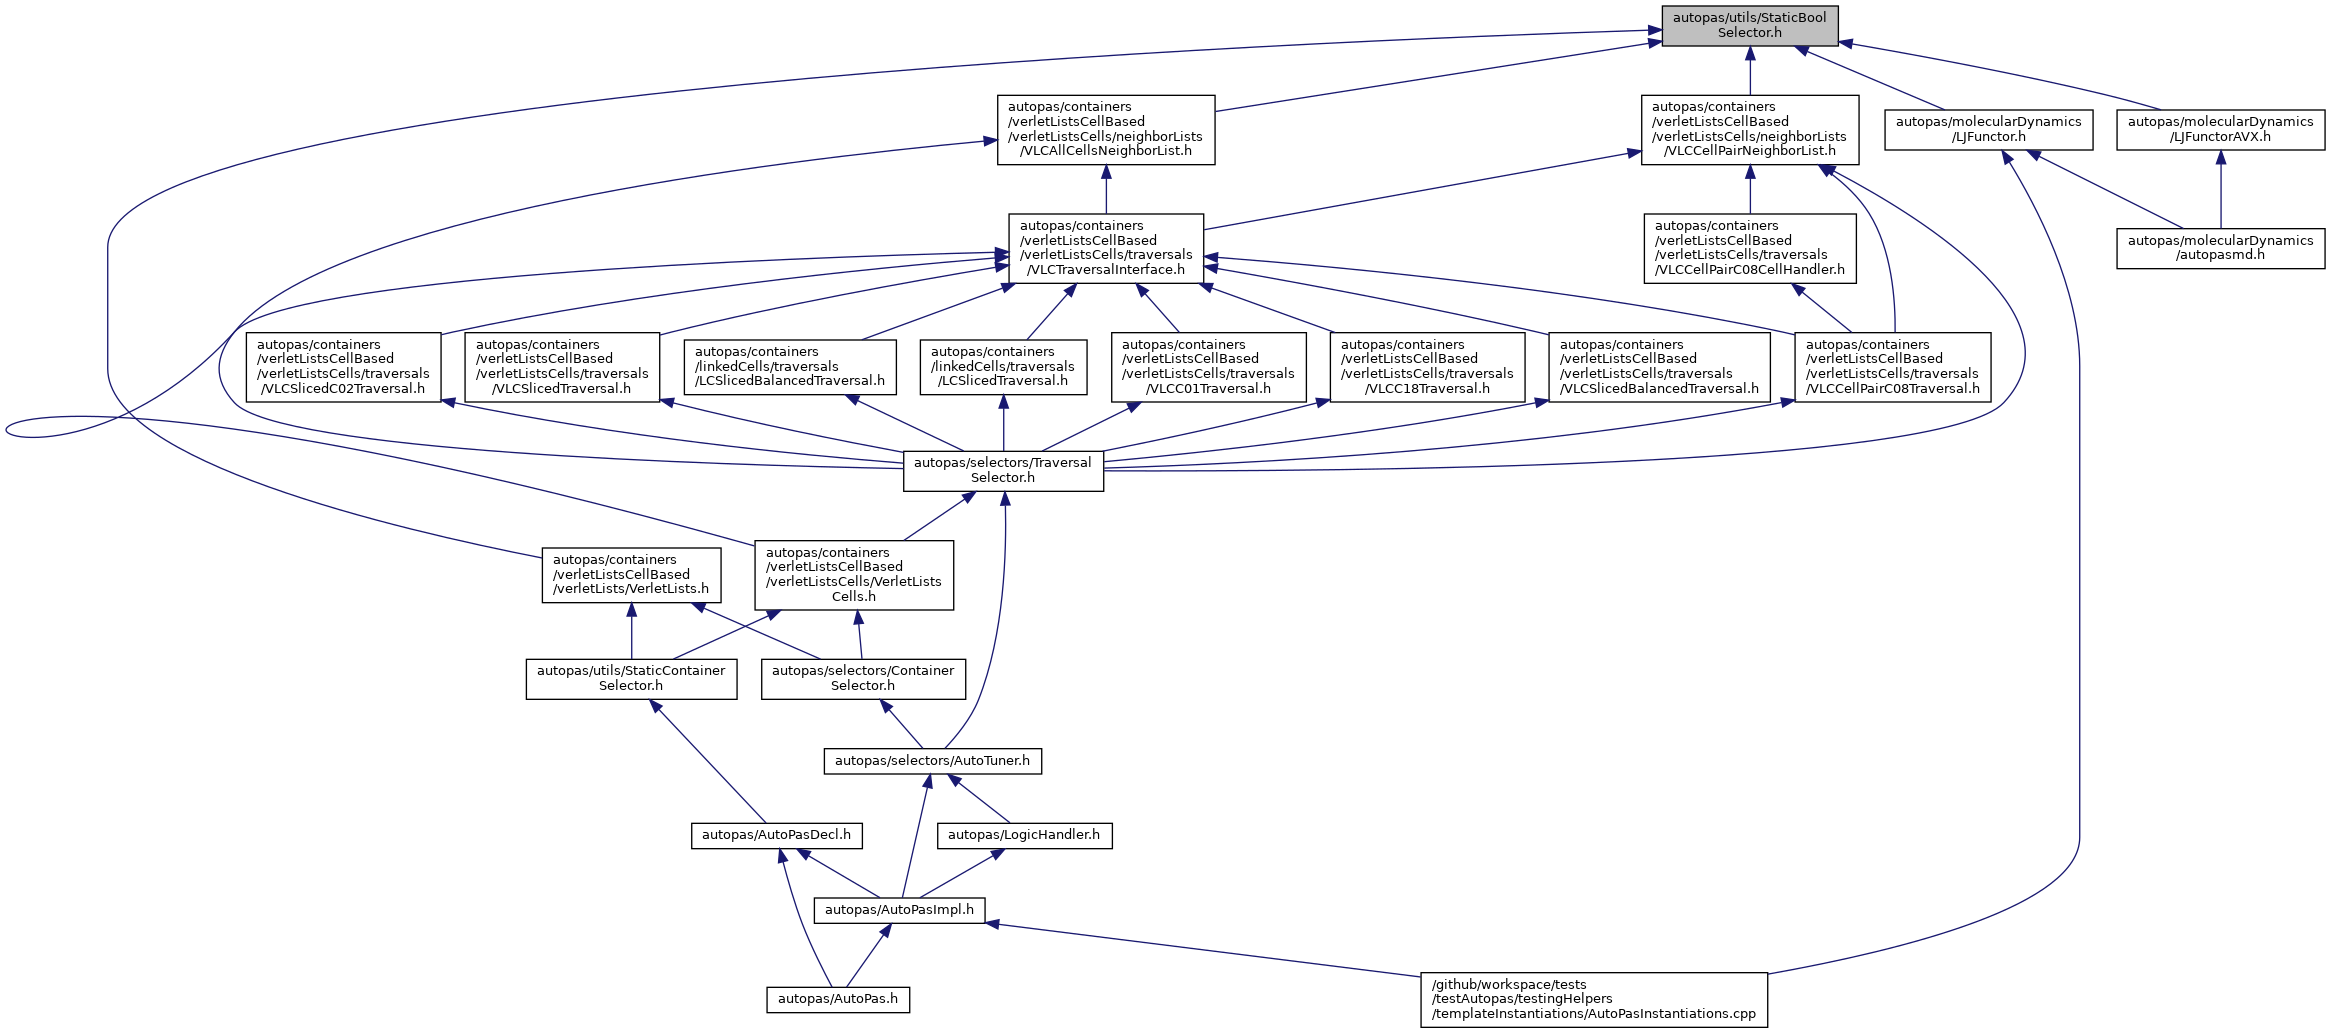 autopas/utils/StaticBool
Selector.h
autopas/containers
/verletListsCellBased
/verletListsCells/neighborLists
/VLCAllCellsNeighborList.h
autopas/containers
/verletListsCellBased
/verletListsCells/neighborLists
/VLCCellPairNeighborList.h
autopas/molecularDynamics
/LJFunctor.h
autopas/molecularDynamics
/LJFunctorAVX.h
autopas/containers
/verletListsCellBased
/verletListsCells/traversals
/VLCTraversalInterface.h
autopas/containers
/verletListsCellBased
/verletListsCells/traversals
/VLCCellPairC08CellHandler.h
autopas/molecularDynamics
/autopasmd.h
autopas/containers
/verletListsCellBased
/verletListsCells/traversals
/VLCSlicedC02Traversal.h
autopas/containers
/verletListsCellBased
/verletListsCells/traversals
/VLCSlicedTraversal.h
autopas/containers
/linkedCells/traversals
/LCSlicedBalancedTraversal.h
autopas/containers
/linkedCells/traversals
/LCSlicedTraversal.h
autopas/containers
/verletListsCellBased
/verletListsCells/traversals
/VLCC01Traversal.h
autopas/containers
/verletListsCellBased
/verletListsCells/traversals
/VLCC18Traversal.h
autopas/containers
/verletListsCellBased
/verletListsCells/traversals
/VLCSlicedBalancedTraversal.h
autopas/containers
/verletListsCellBased
/verletListsCells/traversals
/VLCCellPairC08Traversal.h
autopas/selectors/Traversal
Selector.h
autopas/containers
/verletListsCellBased
/verletLists/VerletLists.h
autopas/containers
/verletListsCellBased
/verletListsCells/VerletLists
Cells.h
autopas/utils/StaticContainer
Selector.h
autopas/selectors/Container
Selector.h
autopas/selectors/AutoTuner.h
autopas/AutoPasDecl.h
autopas/LogicHandler.h
autopas/AutoPasImpl.h
autopas/AutoPas.h
/github/workspace/tests
/testAutopas/testingHelpers
/templateInstantiations/AutoPasInstantiations.cpp